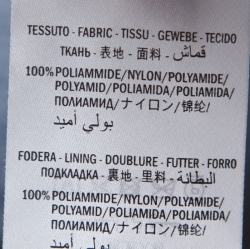 TESSUTO - FABRIC - TISSU - GEWEBE - TECIDO
ТКАНЬ - 表地 - 面料 - قماش
100% POLIAMMIDE/NYLON/POLYAMIDE/
POLYAMID/POLIAMIDA/POLIAMIDA/
ПОЛИАМИД/ナイロン/锦纶/
بولي أميد
FODERA - LINING - DOUBLURE - FUTTER - FORRO
ПОДКЛАДКА - 裏地 - 里料 - البطانة
100% POLIAMMIDE/NYLON/POLYAMIDE/
POLYAMID/POLIAMIDA/POLIAMIDA/
ПОЛИАМИД/ナイロン/锦纶/
بولي أميد